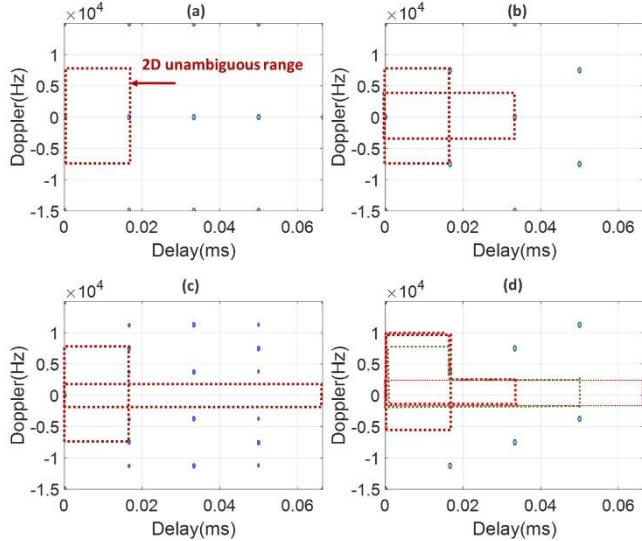 (a) (b)
×10⁴ ×10⁴
1 1
2D unambiguous range
0.5 0.5
0 0
-0.5 -0.5
-1 -1
-1.5 -1.5
0 0.02 0.04 0.06 0 0.02 0.04 0.06
Doppler(Hz) Doppler(Hz)
Delay(ms) Delay(ms)
(c) (d)
×10⁴ ×10⁴
1 1
0.5 0.5
0 0
-0.5 -0.5
-1 -1
-1.5 -1.5
0 0.02 0.04 0.06 0 0.02 0.04 0.06
Doppler(Hz) Doppler(Hz)
Delay(ms) Delay(ms)